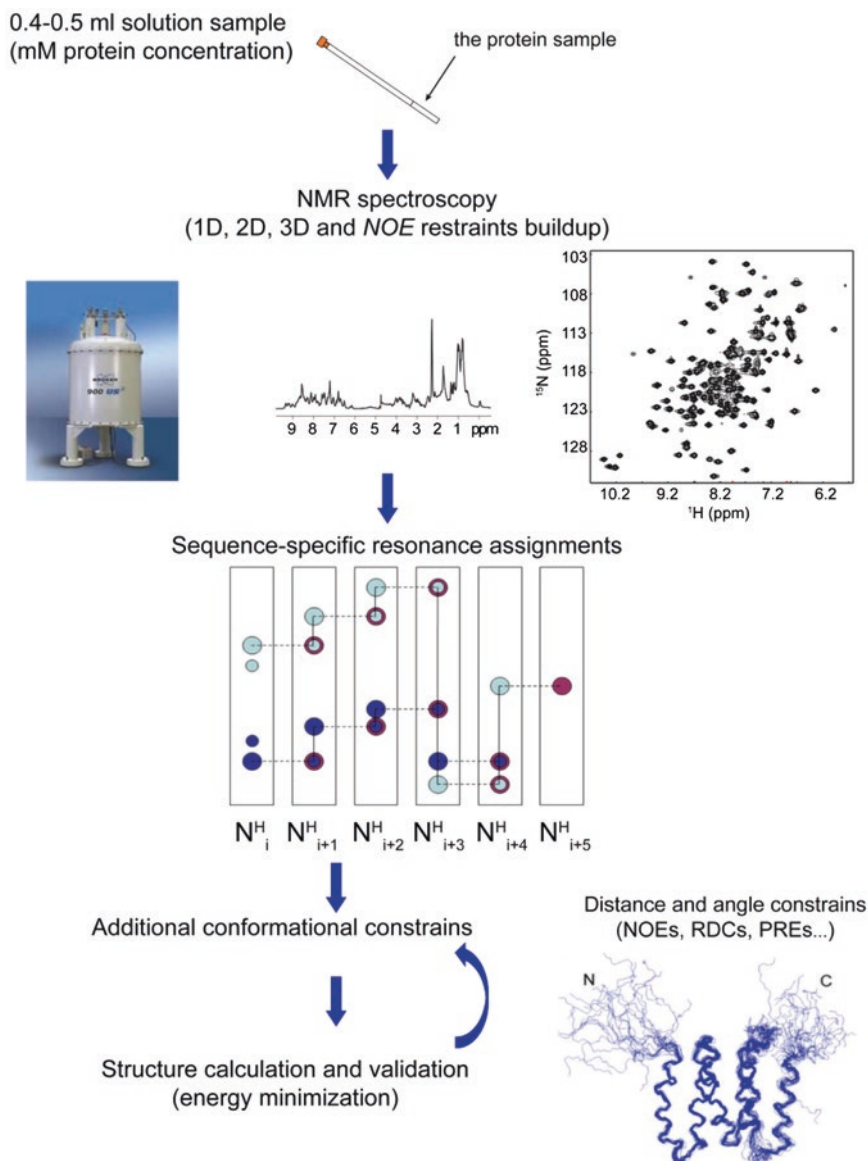 0.4-0.5 ml solution sample
(mM protein concentration)
the protein sample
NMR spectroscopy
(1D, 2D, 3D and NOE restraints buildup)
900 US²
9 8 7 6 5 4 3 2 1 ppm
103
108
113
118
123
128
¹⁵N (ppm)
10.2 9.2 8.2 7.2 6.2
¹H (ppm)
Sequence-specific resonance assignments
Nᴴᵢ Nᴴᵢ₊₁ Nᴴᵢ₊₂ Nᴴᵢ₊₃ Nᴴᵢ₊₄ Nᴴᵢ₊₅
Additional conformational constrains
Distance and angle constrains
(NOEs, RDCs, PREs...)
N C
Structure calculation and validation
(energy minimization)